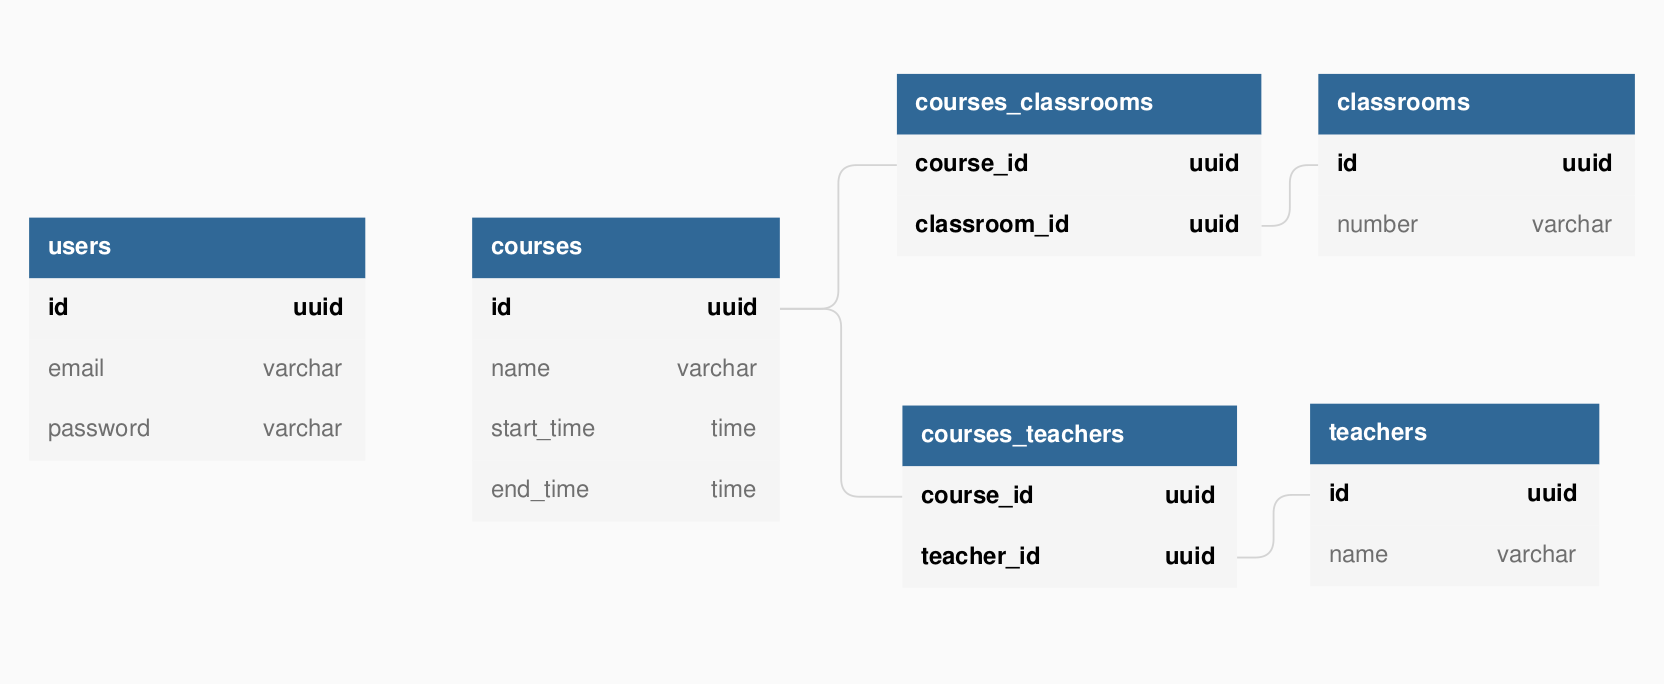 users
id uuid
email varchar
password varchar
courses
id uuid
name varchar
start_time time
end_time time
courses_classrooms
course_id uuid
classroom_id uuid
classrooms
id uuid
number varchar
courses_teachers
course_id uuid
teacher_id uuid
teachers
id uuid
name varchar